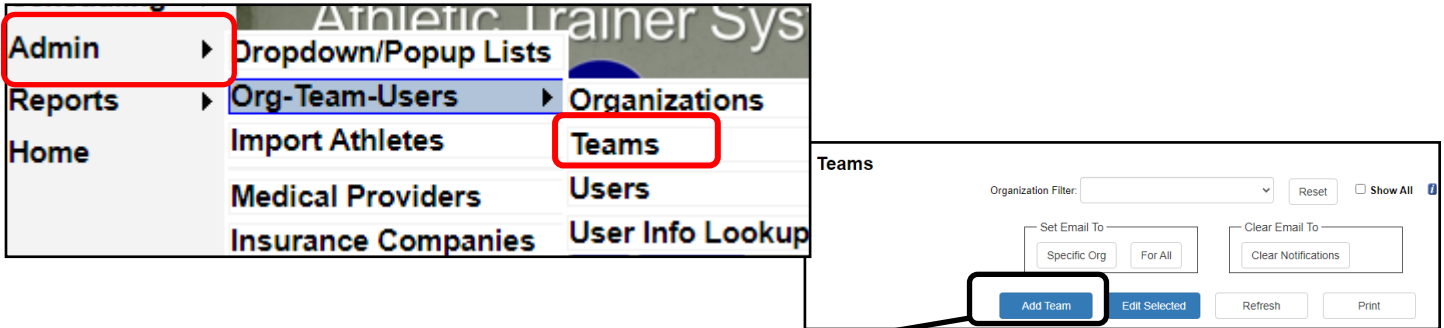 Athletic Trainer Sys
Admin
Reports
Home
Dropdown/Popup Lists
Org-Team-Users
Import Athletes
Medical Providers
Insurance Companies
Organizations
Teams
Users
User Info Lookup
Teams
Organization Filter: Reset Show All i
Set Email To Clear Email To
Specific Org For All Clear Notifications
Add Team Edit Selected Refresh Print